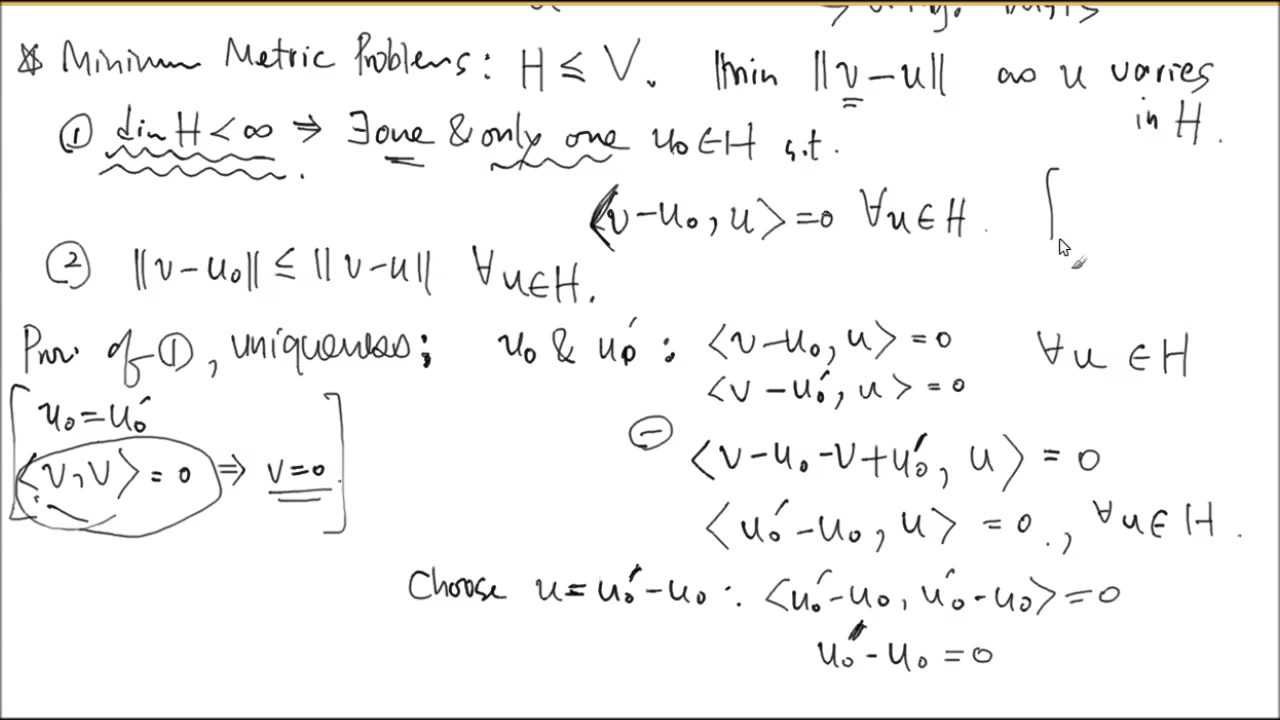 * Minimum Metric Problems: H ≤ V. min ||v-u|| as u varies in H.
① dim H < ∞ ⇒ ∃ one & only one u₀∈H s.t.
⟨v-u₀, u⟩=0 ∀u∈H.
② ||v-u₀|| ≤ ||v-u|| ∀u∈H.
of ①, uniqueness; u₀ & u₀′ : ⟨v-u₀, u⟩=0 ∀u∈H
⟨v-u₀′, u⟩=0
[ u₀=u₀′
⟨v,v⟩=0 ⇒ v=0 ]
⊖ ⟨v-u₀-v+u₀′, u⟩=0
⟨u₀′-u₀, u⟩=0, ∀u∈H.
Choose u=u₀′-u₀ : ⟨u₀′-u₀, u₀′-u₀⟩=0
u₀′-u₀=0